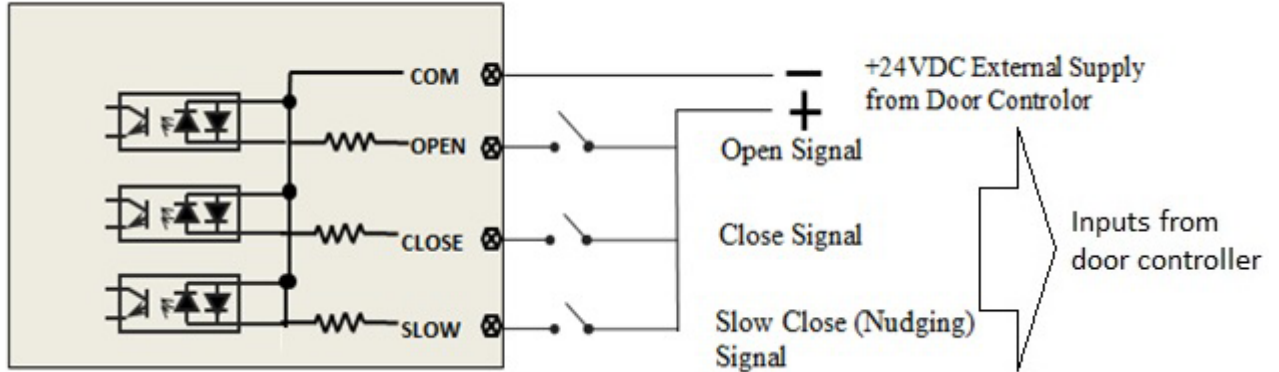 COM
OPEN
CLOSE
SLOW
−
+
+24VDC External Supply
from Door Controlor
Open Signal
Close Signal
Slow Close (Nudging)
Signal
Inputs from
door controller